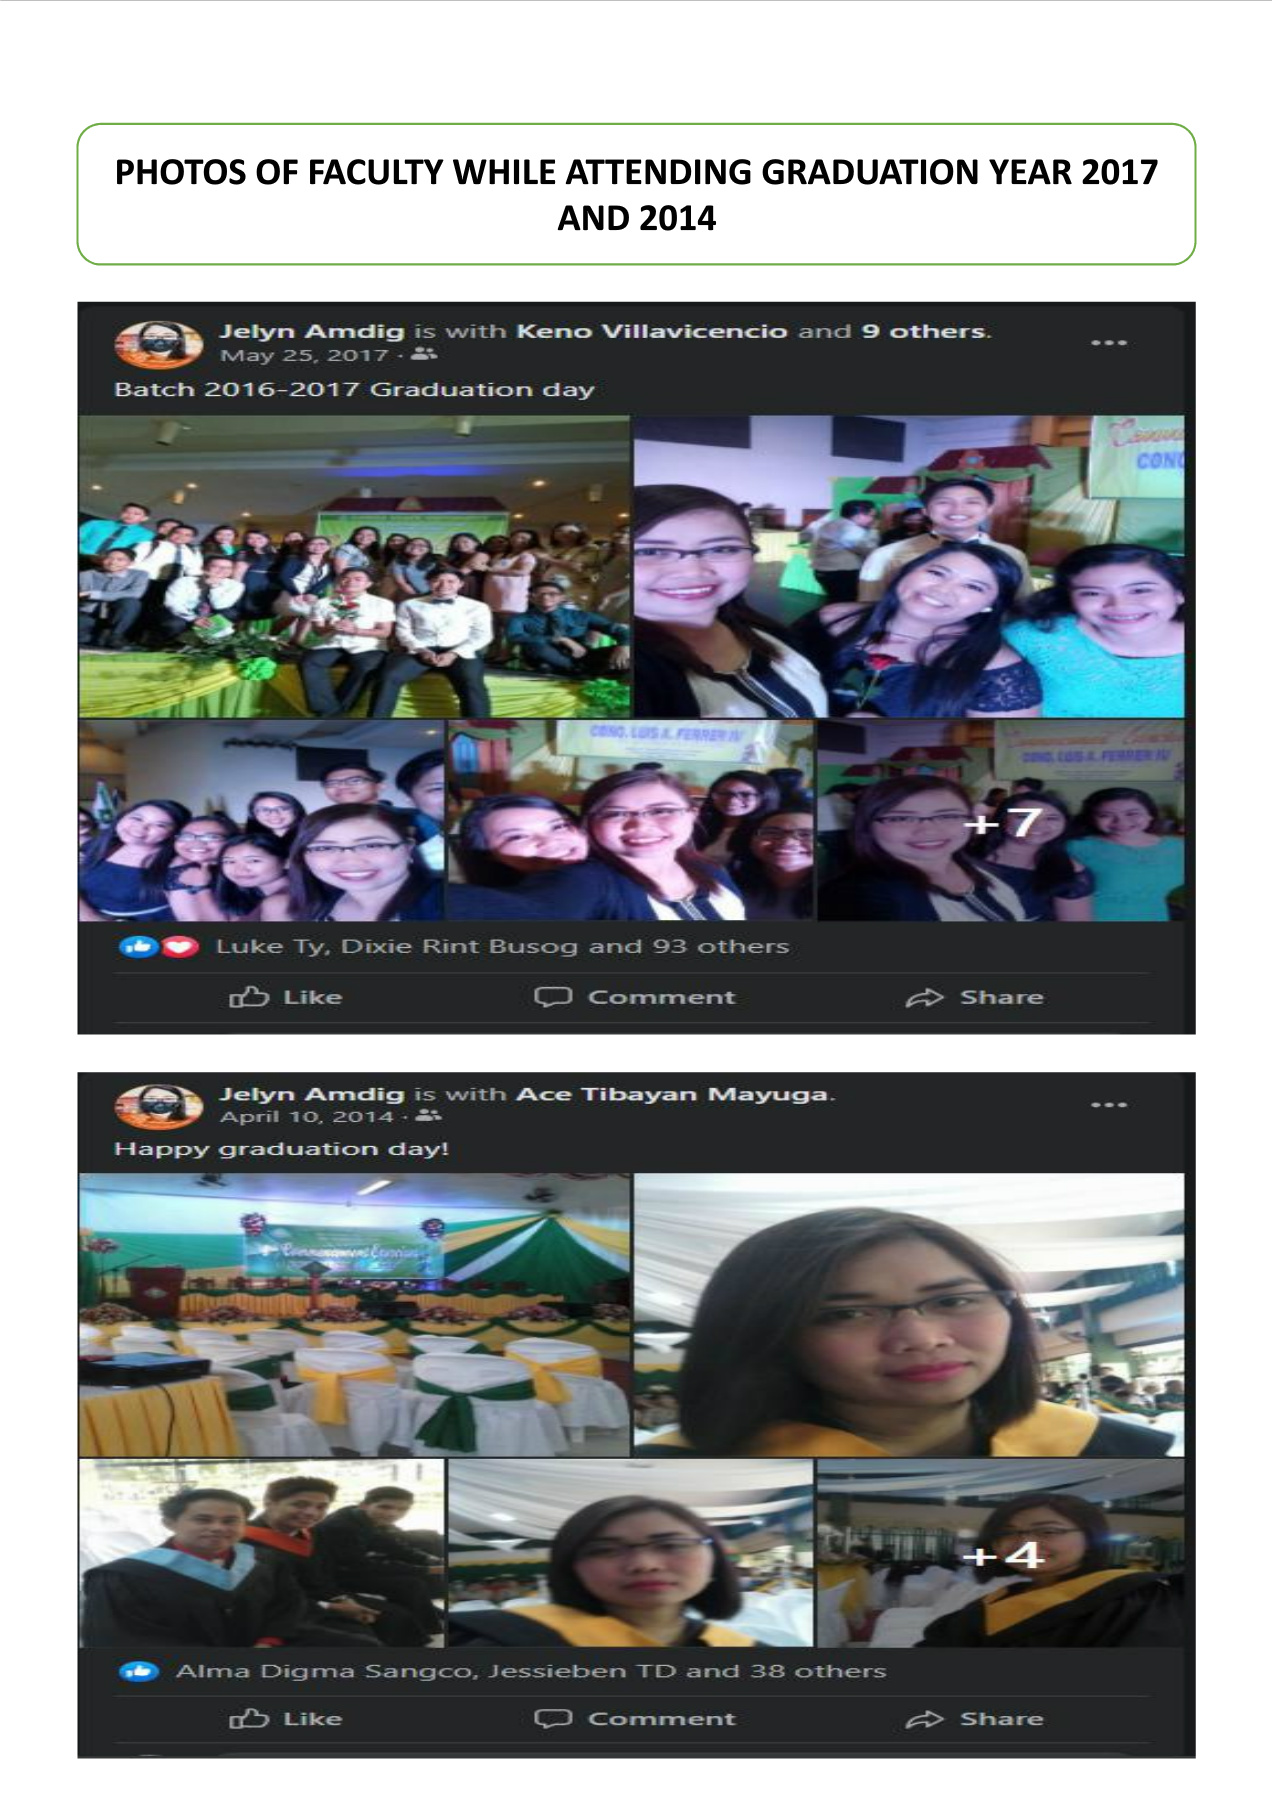 PHOTOS OF FACULTY WHILE ATTENDING GRADUATION YEAR 2017
AND 2014
Jelyn Amdig is with Keno Villavicencio and 9 others.
May 25, 2017 ·
Batch 2016-2017 Graduation day
CONG
CONG. LUIS A. FERRER IV
CONG. LUIS A. FERRER IV
+7
Luke Ty, Dixie Rint Busog and 93 others
Like Comment Share
Jelyn Amdig is with Ace Tibayan Mayuga.
April 10, 2014 ·
Happy graduation day!
Commencement Exercises
+4
Alma Digma Sangco, Jessieben TD and 38 others
Like Comment Share